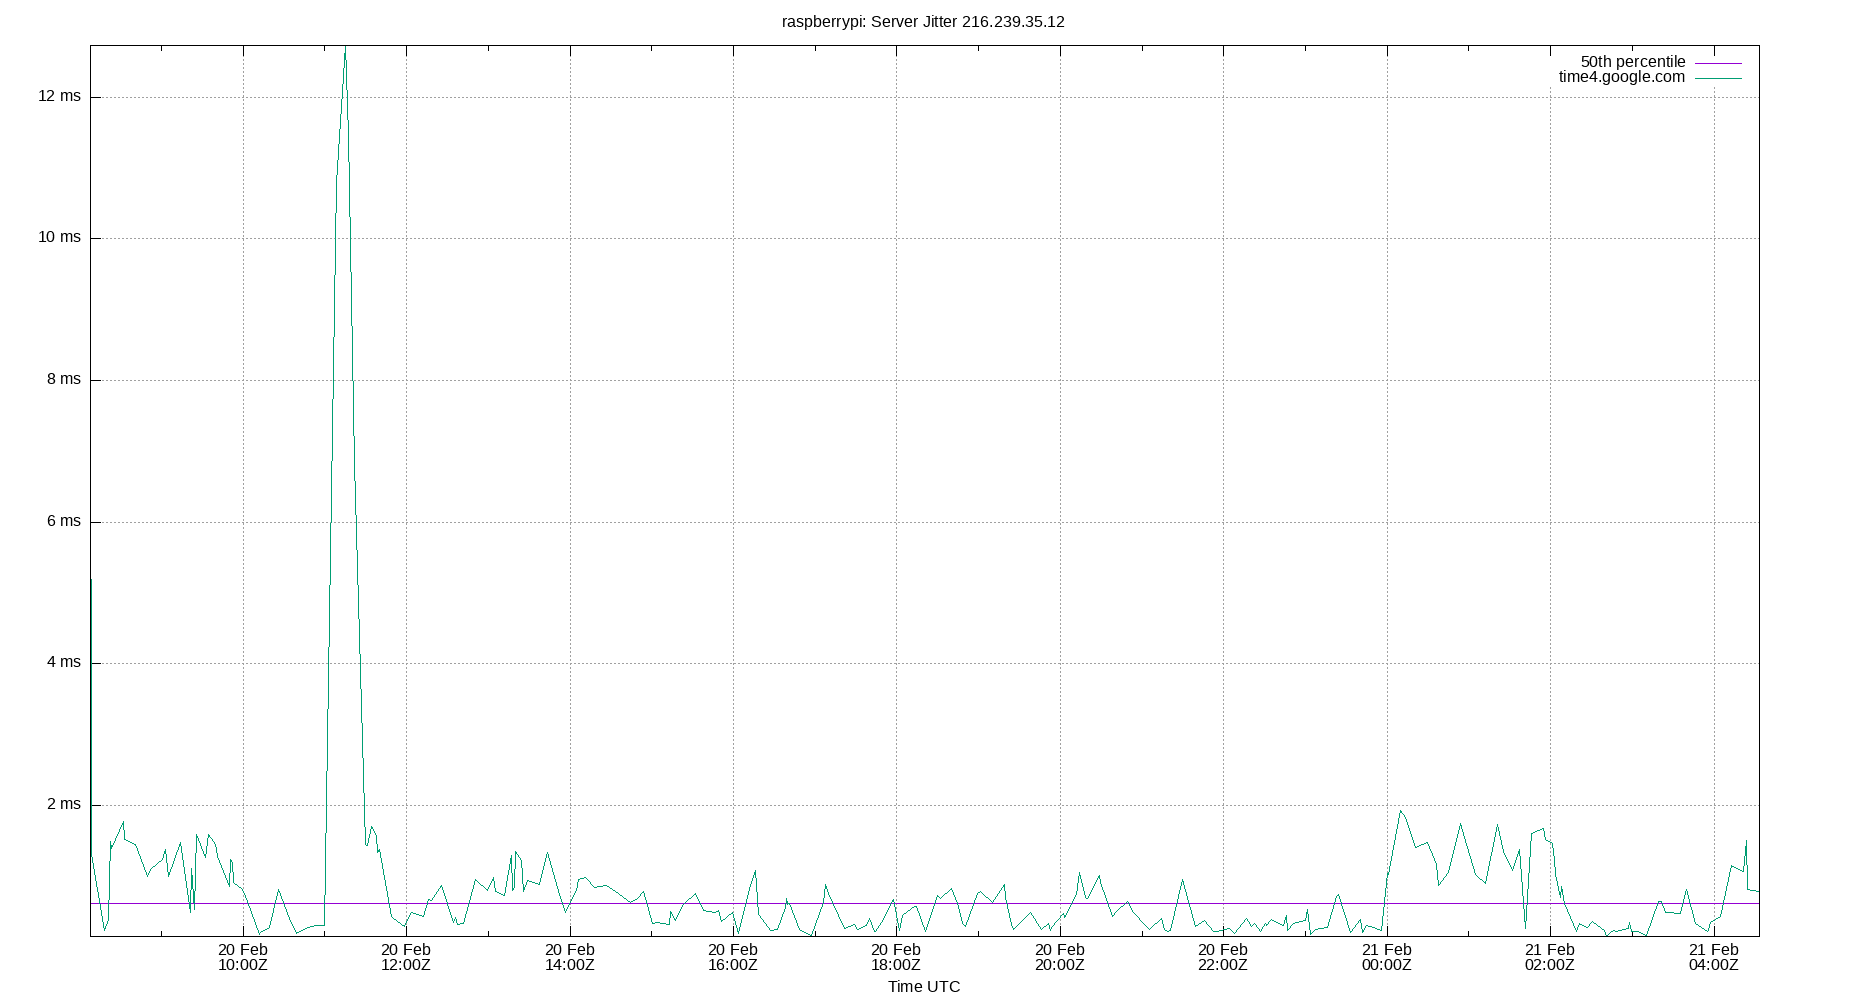 raspberrypi: Server Jitter 216.239.35.12
50th percentile
time4.google.com
12 ms
10 ms
8 ms
6 ms
4 ms
2 ms
20 Feb 20 Feb 20 Feb 20 Feb 20 Feb 20 Feb 20 Feb 21 Feb 21 Feb 21 Feb
10:00Z 12:00Z 14:00Z 16:00Z 18:00Z 20:00Z 22:00Z 00:00Z 02:00Z 04:00Z
Time UTC